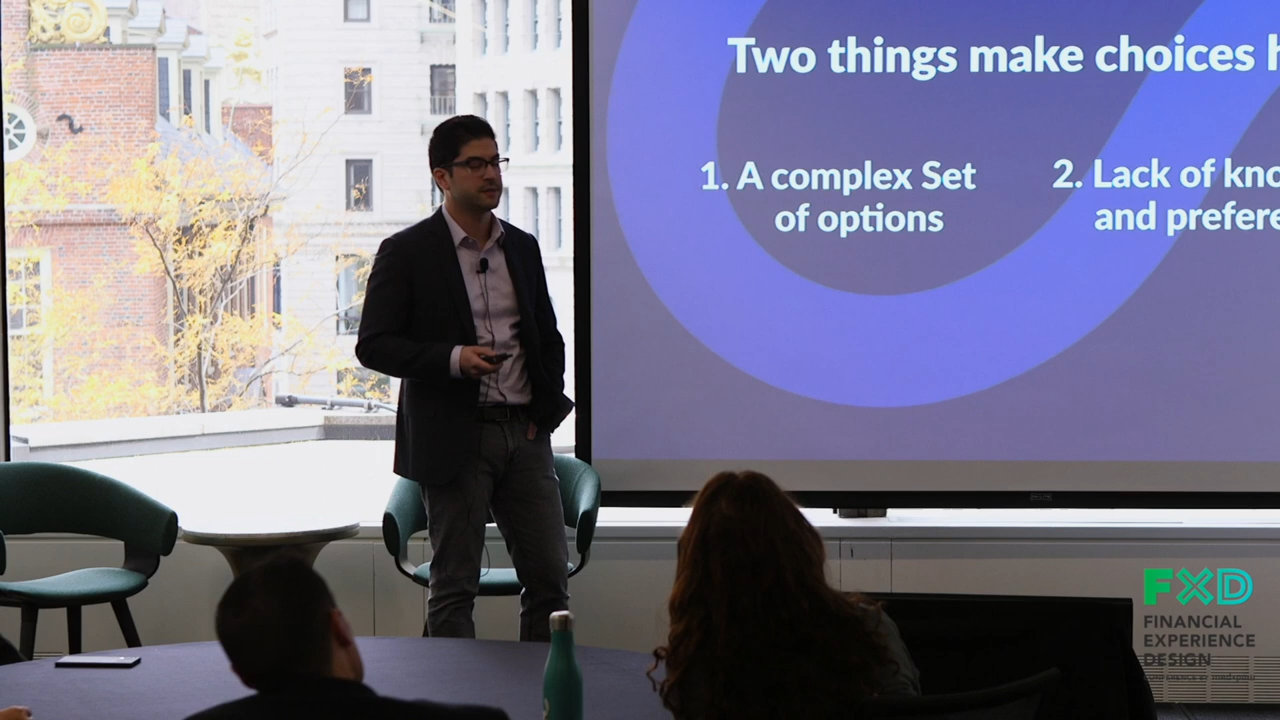 Two things make choices h
1. A complex Set
of options
2. Lack of kno
and prefere
FXD
FINANCIAL
EXPERIENCE
DESIGN